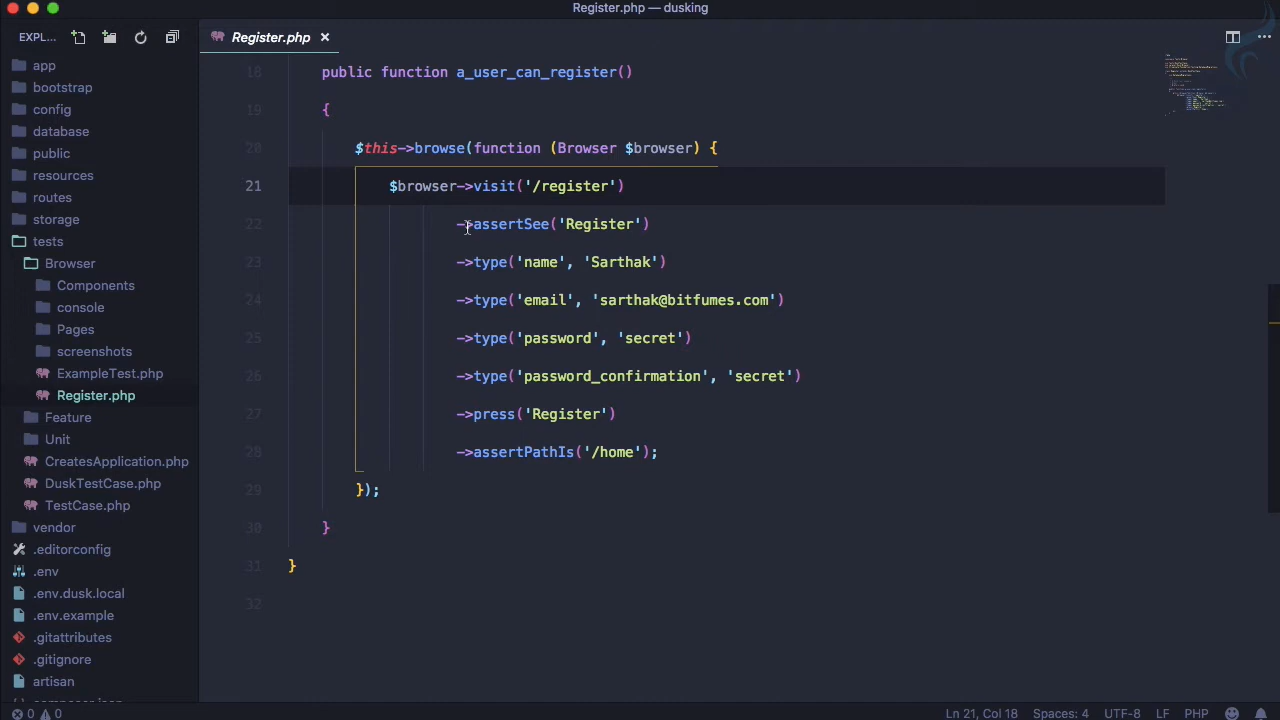 Register.php — dusking
EXPL...
Register.php ×
app
bootstrap
config
database
public
resources
routes
storage
tests
Browser
Components
console
Pages
screenshots
ExampleTest.php
Register.php
Feature
Unit
CreatesApplication.php
DuskTestCase.php
TestCase.php
vendor
.editorconfig
.env
.env.dusk.local
.env.example
.gitattributes
.gitignore
artisan
composer.json
18 public function a_user_can_register()
19 {
20 $this->browse(function (Browser $browser) {
21 $browser->visit('/register')
22 ->assertSee('Register')
23 ->type('name', 'Sarthak')
24 ->type('email', 'sarthak@bitfumes.com')
25 ->type('password', 'secret')
26 ->type('password_confirmation', 'secret')
27 ->press('Register')
28 ->assertPathIs('/home');
29 });
30 }
31 }
32
0 0 Ln 21, Col 18 Spaces: 4 UTF-8 LF PHP